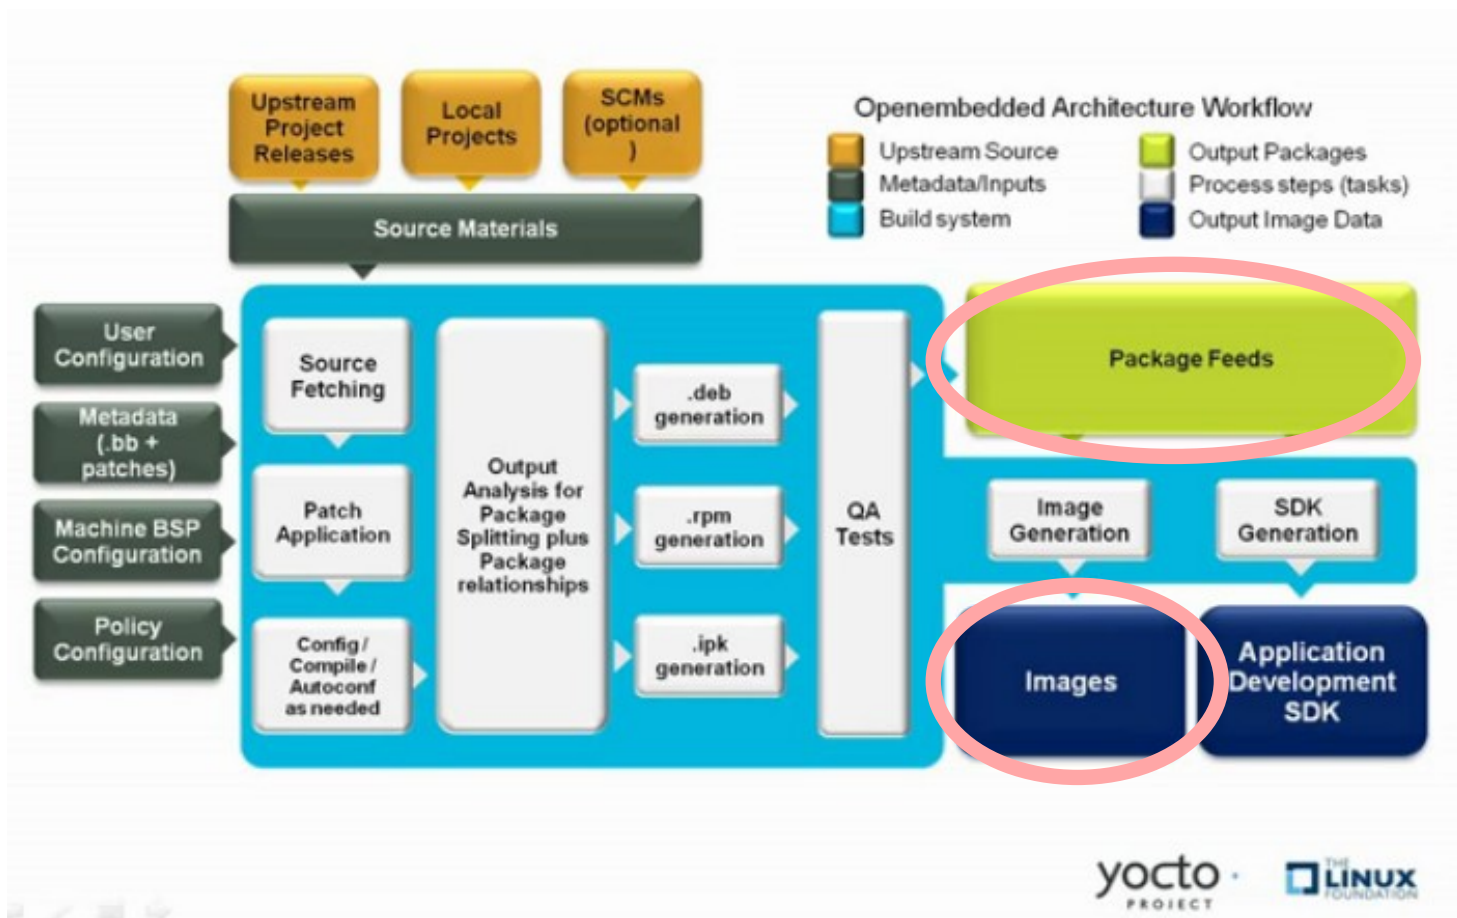 Upstream
Project
Releases
Local
Projects
SCMs
(optional
)
Openembedded Architecture Workflow
Upstream Source
Output Packages
Metadata/Inputs
Process steps (tasks)
Build system
Output Image Data
Source Materials
User
Configuration
Metadata
(.bb +
patches)
Machine BSP
Configuration
Policy
Configuration
Source
Fetching
Patch
Application
Config /
Compile /
Autoconf
as needed
Output
Analysis for
Package
Splitting plus
Package
relationships
.deb
generation
.rpm
generation
.ipk
generation
QA
Tests
Package Feeds
Image
Generation
SDK
Generation
Images
Application
Development
SDK
yocto
PROJECT
THE
LINUX
FOUNDATION